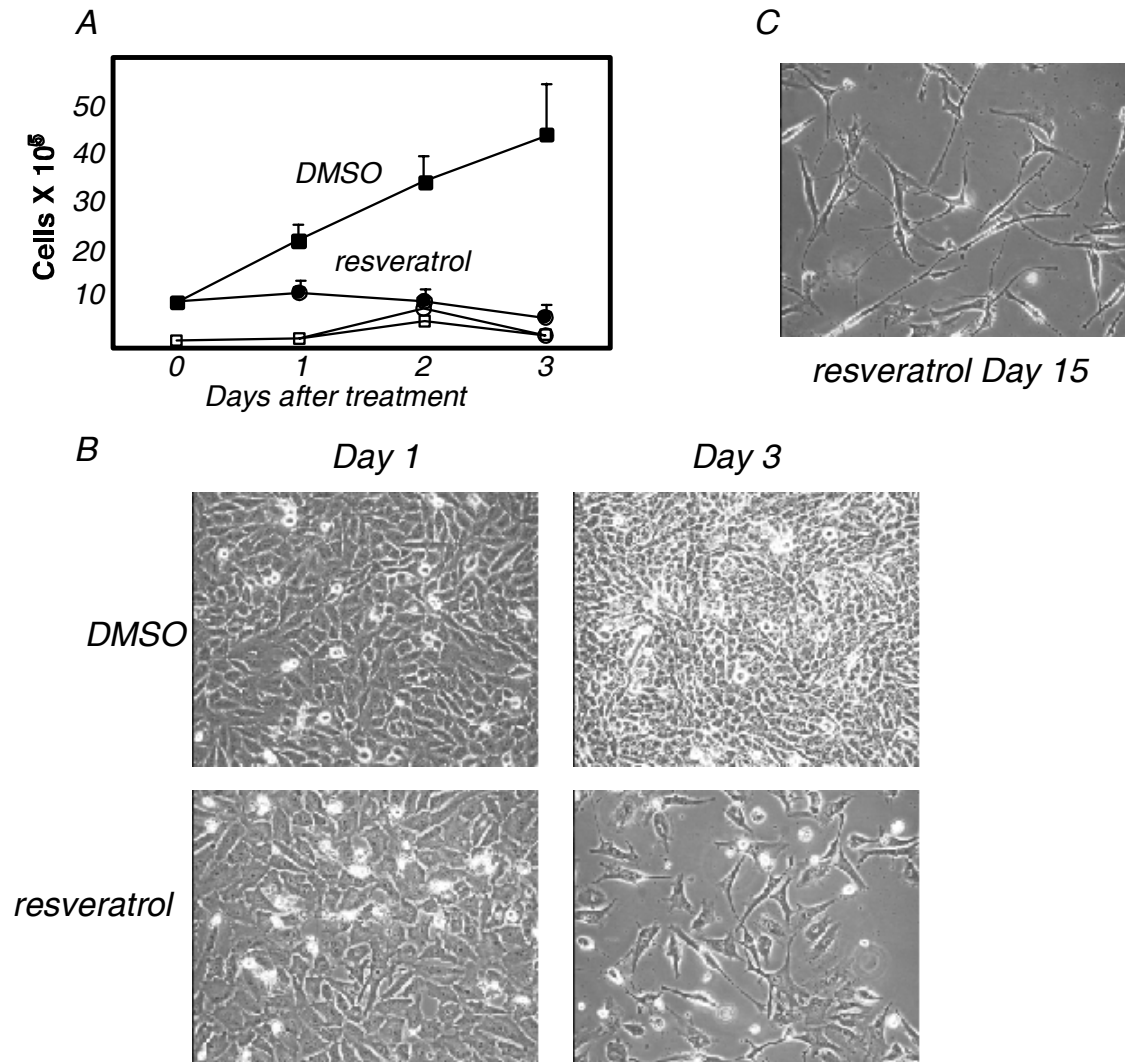 A
Cells X 10⁵
50
40
30
20
10
DMSO
resveratrol
0 1 2 3
Days after treatment
C
resveratrol Day 15
B
Day 1 Day 3
DMSO
resveratrol